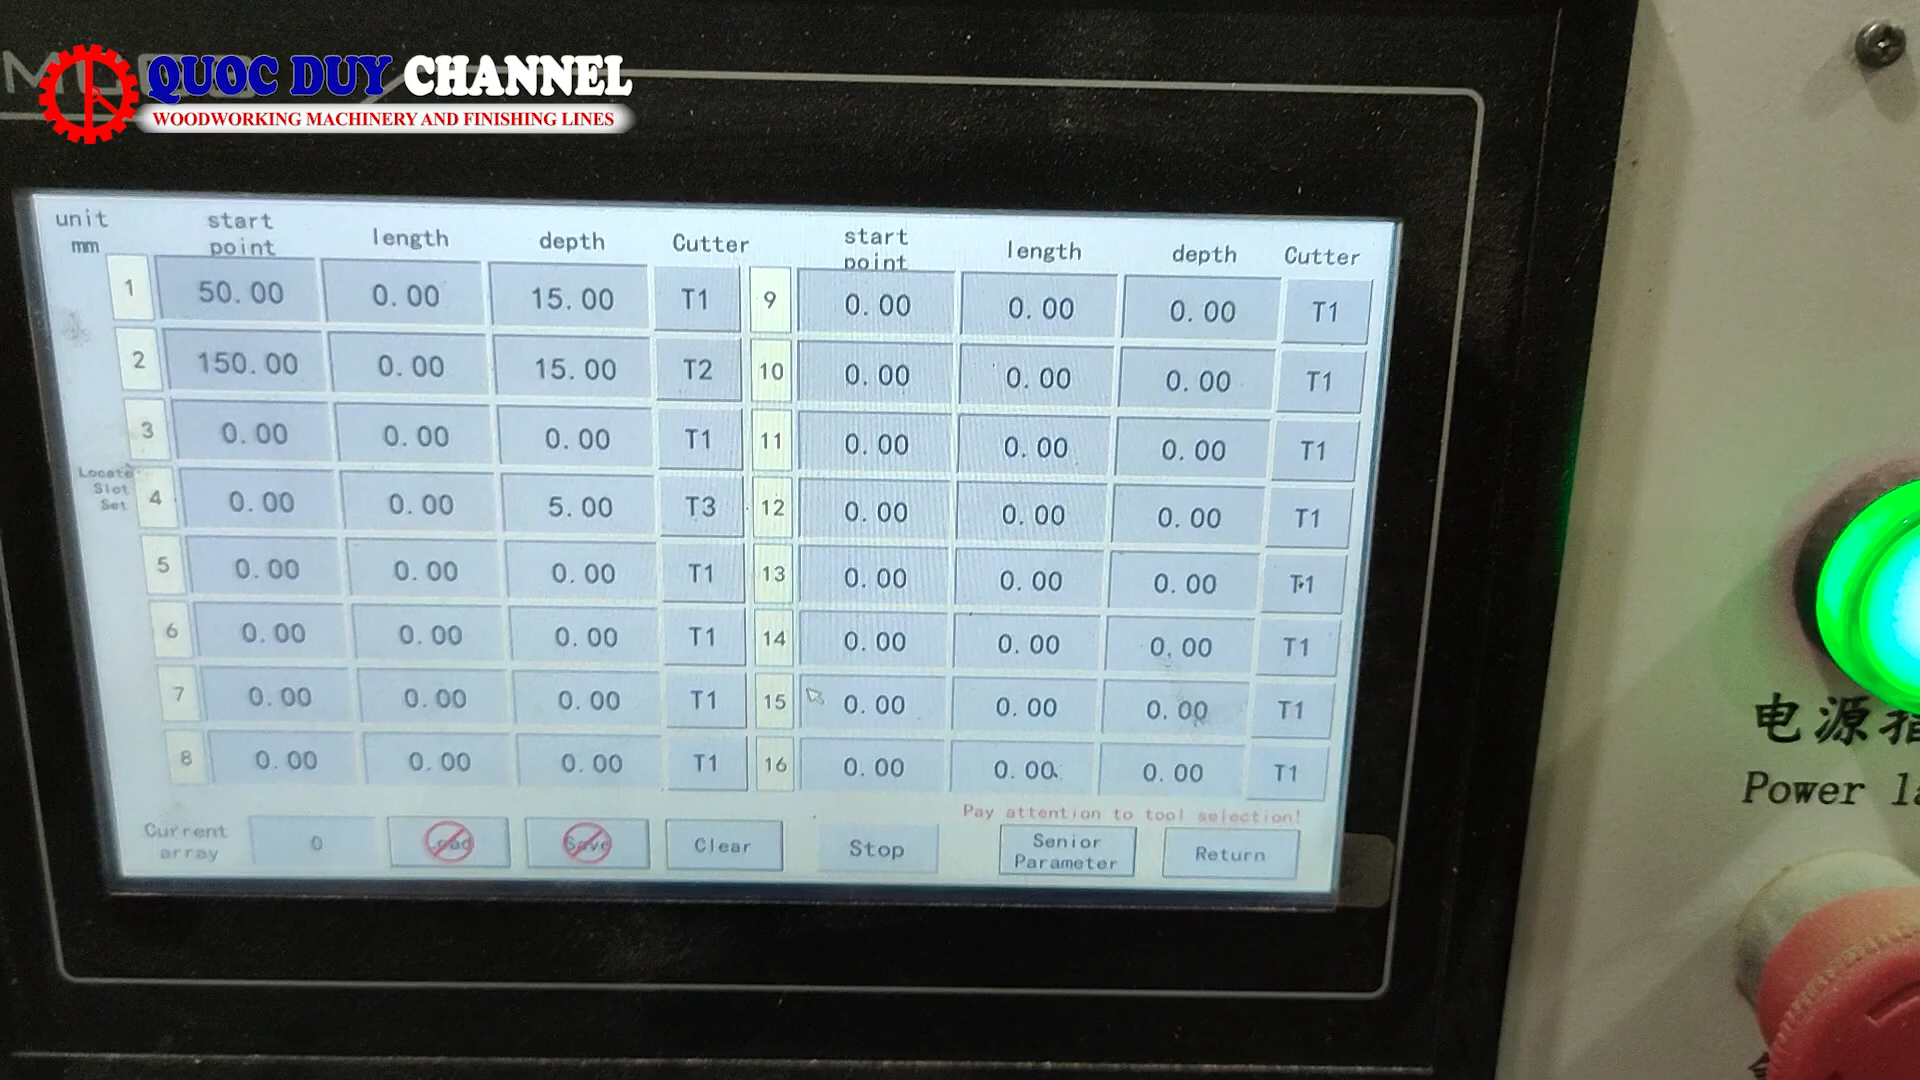 QUOC DUY CHANNEL
WOODWORKING MACHINERY AND FINISHING LINES
unit mm start point length depth Cutter start point length depth Cutter
1 50.00 0.00 15.00 T1 9 0.00 0.00 0.00 T1
2 150.00 0.00 15.00 T2 10 0.00 0.00 0.00 T1
3 0.00 0.00 0.00 T1 11 0.00 0.00 0.00 T1
Locate Slot Set 4 0.00 0.00 5.00 T3 12 0.00 0.00 0.00 T1
5 0.00 0.00 0.00 T1 13 0.00 0.00 0.00 T1
6 0.00 0.00 0.00 T1 14 0.00 0.00 0.00 T1
7 0.00 0.00 0.00 T1 15 0.00 0.00 0.00 T1
8 0.00 0.00 0.00 T1 16 0.00 0.00 0.00 T1
Pay attention to tool selection!
Current array 0 Load Save Clear Stop Senior Parameter Return
电源指
Power la